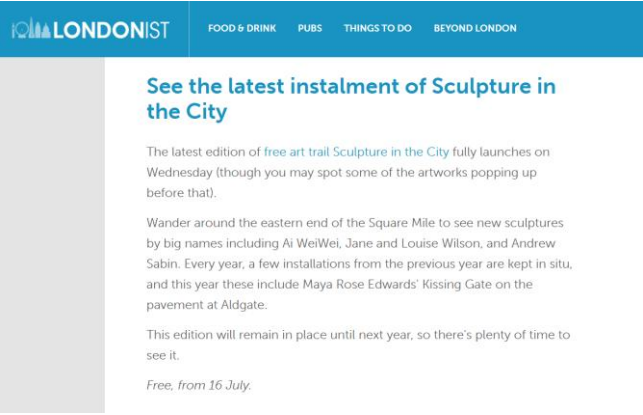 LONDONIST FOOD & DRINK PUBS THINGS TO DO BEYOND LONDON
See the latest instalment of Sculpture in
the City
The latest edition of free art trail Sculpture in the City fully launches on
Wednesday (though you may spot some of the artworks popping up
before that).
Wander around the eastern end of the Square Mile to see new sculptures
by big names including Ai WeiWei, Jane and Louise Wilson, and Andrew
Sabin. Every year, a few installations from the previous year are kept in situ,
and this year these include Maya Rose Edwards' Kissing Gate on the
pavement at Aldgate.
This edition will remain in place until next year, so there's plenty of time to
see it.
Free, from 16 July.